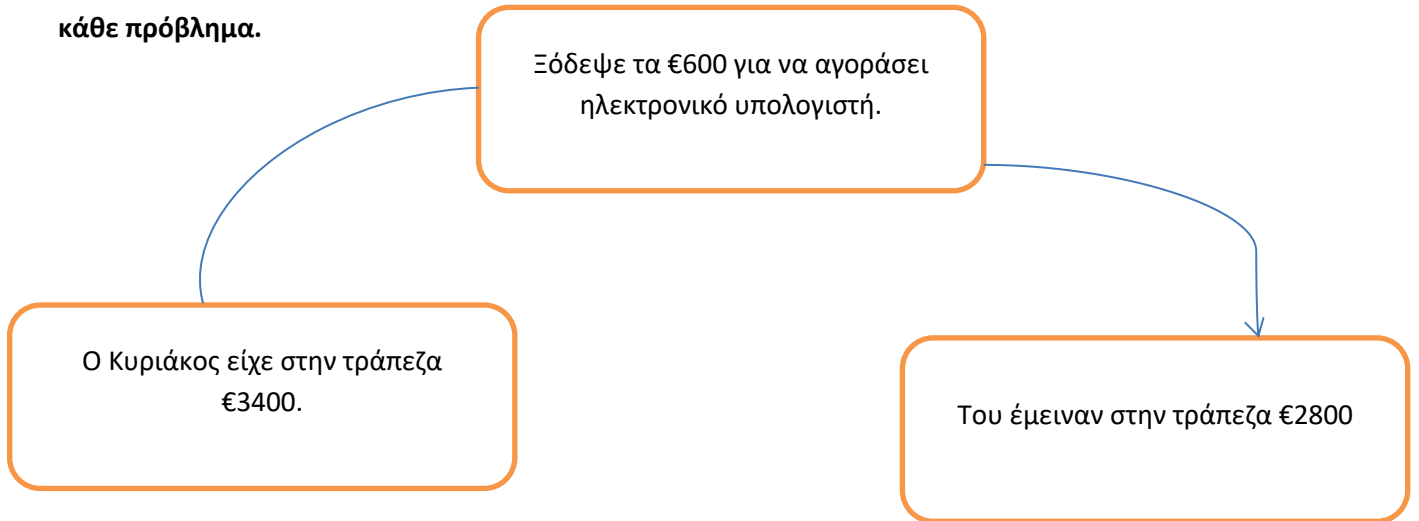 κάθε πρόβλημα.
Ξόδεψε τα €600 για να αγοράσει
ηλεκτρονικό υπολογιστή.
Ο Κυριάκος είχε στην τράπεζα
€3400.
Του έμειναν στην τράπεζα €2800